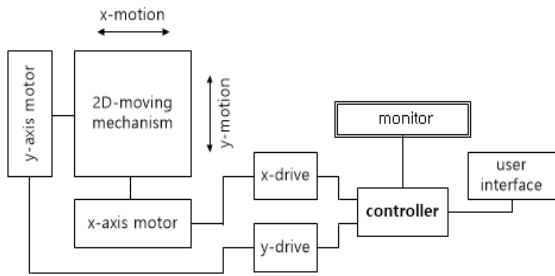 x-motion
y-axis motor
2D-moving
mechanism
y-motion
monitor
x-drive
user
interface
x-axis motor
controller
y-drive